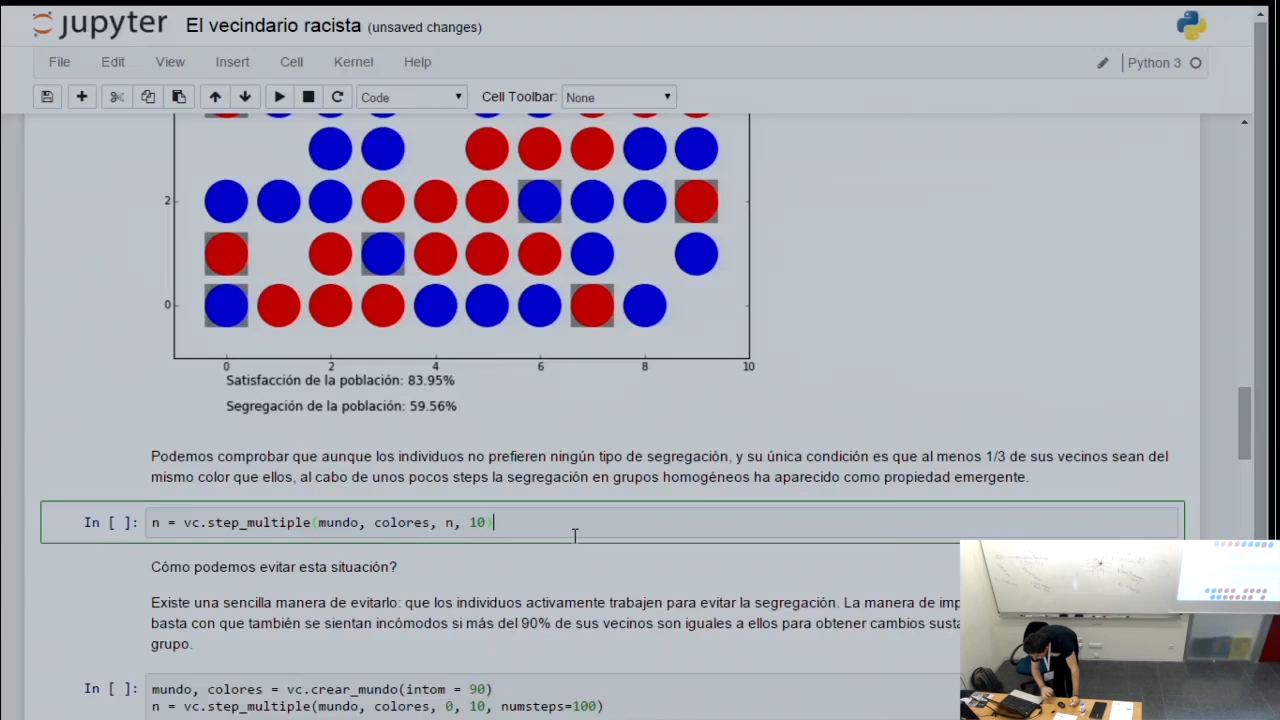 jupyter El vecindario racista (unsaved changes)
File Edit View Insert Cell Kernel Help Python 3
Code Cell Toolbar: None
2
0
0 2 4 6 8 10
Satisfacción de la población: 83.95%
Segregación de la población: 59.56%
Podemos comprobar que aunque los individuos no prefieren ningún tipo de segregación, y su única condición es que al menos 1/3 de sus vecinos sean del
mismo color que ellos, al cabo de unos pocos steps la segregación en grupos homogéneos ha aparecido como propiedad emergente.
In [ ]: n = vc.step_multiple(mundo, colores, n, 10)
Cómo podemos evitar esta situación?
Existe una sencilla manera de evitarlo: que los individuos activamente trabajen para evitar la segregación. La manera de
basta con que también se sientan incómodos si más del 90% de sus vecinos son iguales a ellos para obtener cambios
grupo.
In [ ]: mundo, colores = vc.crear_mundo(intom = 90)
n = vc.step_multiple(mundo, colores, 0, 10, numsteps=100)